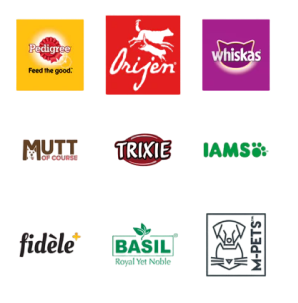 Pedigree
Feed the good.
Orijen
whiskas
MUTT
OF COURSE
TRIXIE
IAMS
fidèle+
BASIL
Royal Yet Noble
M-PETS